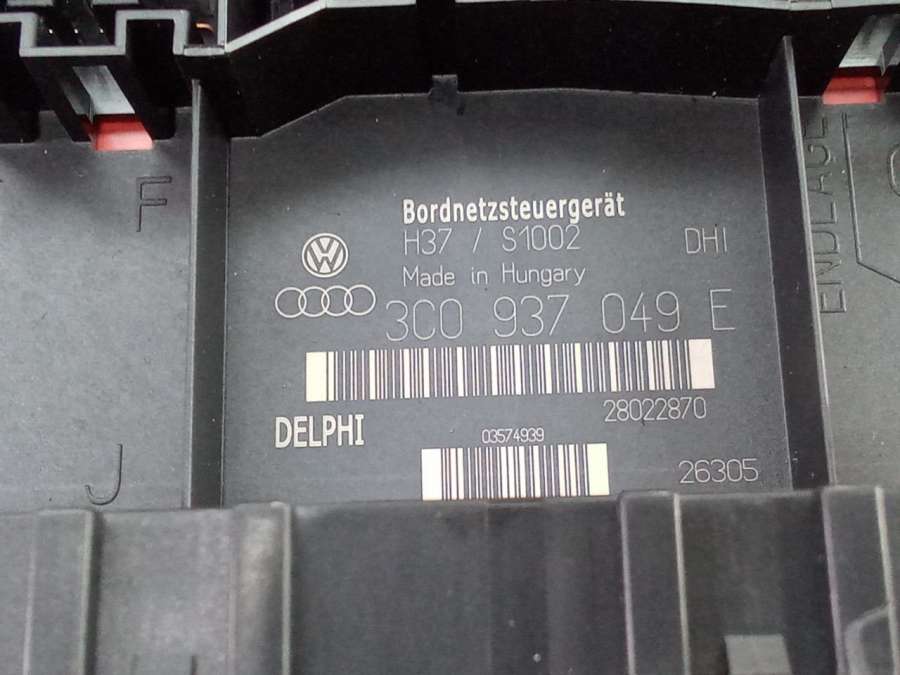 Bordnetzsteuergerät
H37 / S1002 DHI
Made in Hungary
3C0 937 049 E
28022870
DELPHI
03574939
26305
F
J
ENDLAGE